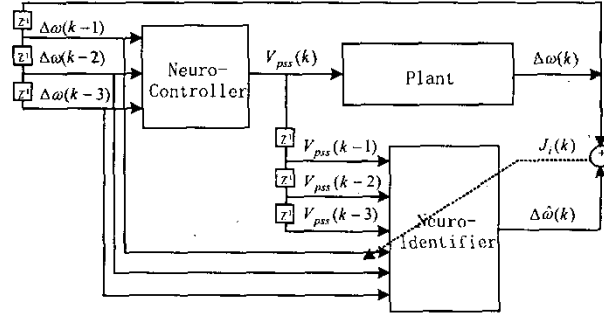 Z⁻¹ Δω(k−1)
Z⁻¹ Δω(k−2)
Z⁻¹ Δω(k−3)
Neuro-
Controller
V_pss(k)
Plant
Δω(k)
Z⁻¹ V_pss(k−1)
Z⁻¹ V_pss(k−2)
Z⁻¹ V_pss(k−3)
Neuro-
Identifier
J_i(k)
+
Δω̂(k)